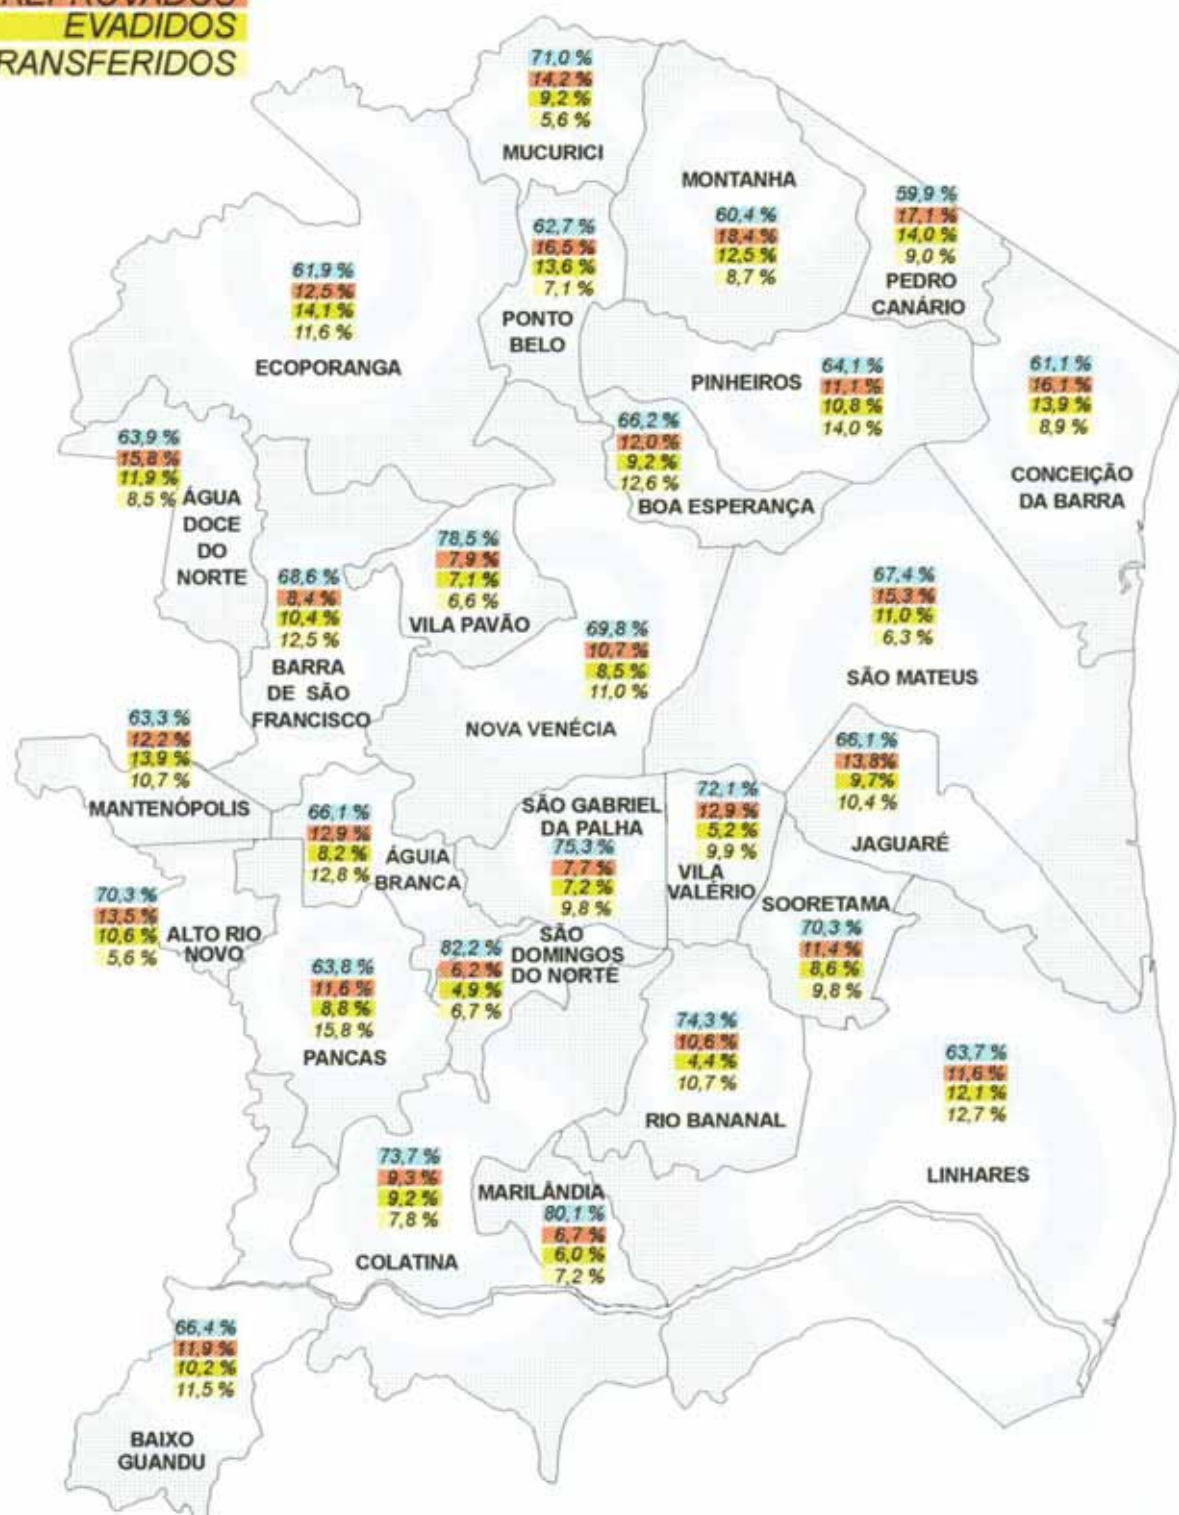 REPROVADOS
EVADIDOS
TRANSFERIDOS
71,0 %
14,2 %
9,2 %
5,6 %
MUCURICI
MONTANHA
60,4 %
18,4 %
12,5 %
8,7 %
59,9 %
17,1 %
14,0 %
9,0 %
PEDRO
CANÁRIO
62,7 %
16,5 %
13,6 %
7,1 %
PONTO
BELO
61,9 %
12,5 %
14,1 %
11,6 %
ECOPORANGA
PINHEIROS
64,1 %
11,1 %
10,8 %
14,0 %
61,1 %
16,1 %
13,9 %
8,9 %
CONCEIÇÃO
DA BARRA
66,2 %
12,0 %
9,2 %
12,6 %
BOA ESPERANÇA
63,9 %
15,8 %
11,9 %
8,5 %
ÁGUA
DOCE
DO
NORTE
78,5 %
7,9 %
7,1 %
6,6 %
VILA PAVÃO
68,6 %
8,4 %
10,4 %
12,5 %
BARRA
DE SÃO
FRANCISCO
67,4 %
15,3 %
11,0 %
6,3 %
SÃO MATEUS
69,8 %
10,7 %
8,5 %
11,0 %
NOVA VENÉCIA
63,3 %
12,2 %
13,9 %
10,7 %
MANTENÓPOLIS
66,1 %
13,8%
9,7%
10,4 %
JAGUARÉ
66,1 %
12,9 %
8,2 %
12,8 %
ÁGUIA
BRANCA
SÃO GABRIEL
DA PALHA
75,3 %
7,7 %
7,2 %
9,8 %
72,1 %
12,9 %
5,2 %
9,9 %
VILA
VALÉRIO
SOORETAMA
70,3 %
11,4 %
8,6 %
9,8 %
70,3 %
13,5 %
10,6 %
5,6 %
ALTO RIO
NOVO
82,2 %
6,2 %
4,9 %
6,7 %
SÃO
DOMINGOS
DO NORTE
63,8 %
11,6 %
8,8 %
15,8 %
PANCAS
74,3 %
10,6 %
4,4 %
10,7 %
RIO BANANAL
63,7 %
11,6 %
12,1 %
12,7 %
LINHARES
73,7 %
9,3 %
9,2 %
7,8 %
COLATINA
MARILÂNDIA
80,1 %
6,7 %
6,0 %
7,2 %
66,4 %
11,9 %
10,2 %
11,5 %
BAIXO
GUANDU